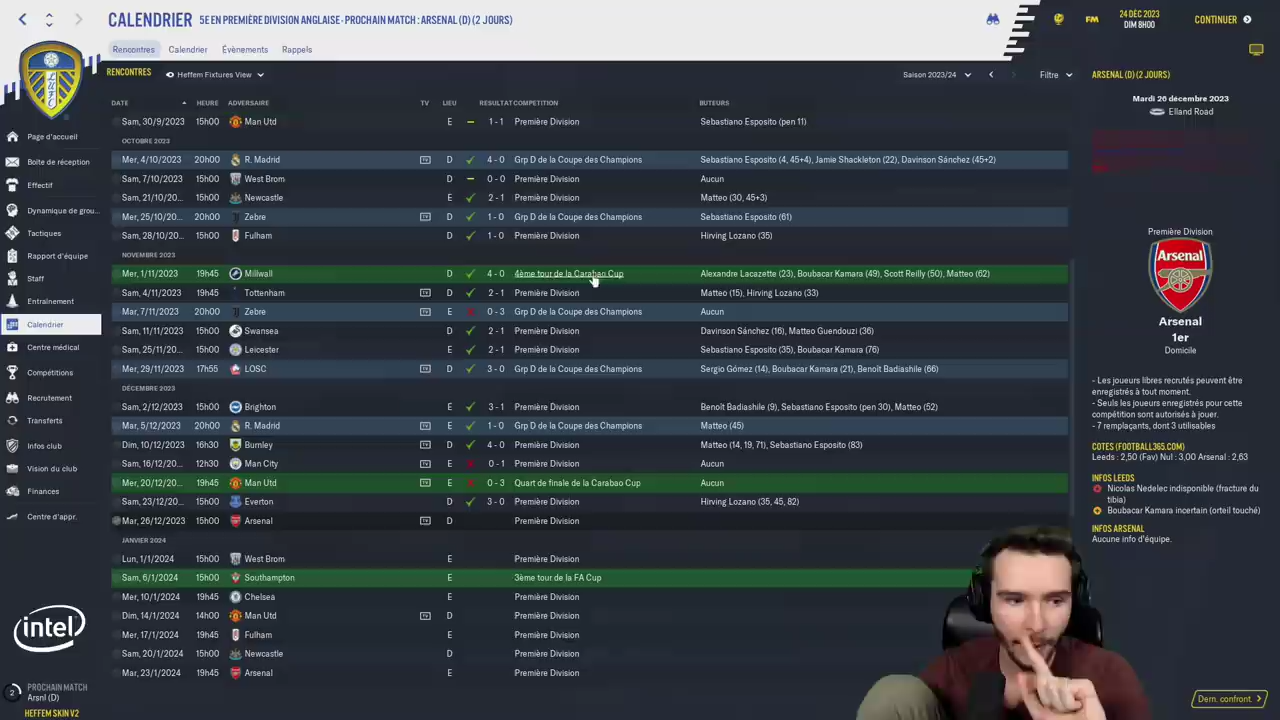 CALENDRIER 5E EN PREMIÈRE DIVISION ANGLAISE · PROCHAIN MATCH : ARSENAL (D) (2 JOURS)
FM 24 DÉC 2023 DIM 8H00 CONTINUER
Rencontres Calendrier Évènements Rappels
RENCONTRES Heffem Fixtures View Saison 2023/24 Filtre
DATE HEURE ADVERSAIRE TV LIEU RESULTAT COMPETITION BUTEURS
Sam, 30/9/2023 15h00 Man Utd E 1 - 1 Première Division Sebastiano Esposito (pen 11)
OCTOBRE 2023
Mer, 4/10/2023 20h00 R. Madrid TV D 4 - 0 Grp D de la Coupe des Champions Sebastiano Esposito (4, 45+4), Jamie Shackleton (22), Davinson Sánchez (45+2)
Sam, 7/10/2023 15h00 West Brom D 0 - 0 Première Division Aucun
Sam, 21/10/20... 15h00 Newcastle E 2 - 1 Première Division Matteo (30, 45+3)
Mer, 25/10/20... 20h00 Zebre TV D 1 - 0 Grp D de la Coupe des Champions Sebastiano Esposito (61)
Sam, 28/10/20... 15h00 Fulham D 1 - 0 Première Division Hirving Lozano (35)
NOVEMBRE 2023
Mer, 1/11/2023 19h45 Millwall D 4 - 0 4ème tour de la Carabao Cup Alexandre Lacazette (23), Boubacar Kamara (49), Scott Reilly (50), Matteo (62)
Sam, 4/11/2023 19h45 Tottenham TV D 2 - 1 Première Division Matteo (15), Hirving Lozano (33)
Mar, 7/11/2023 20h00 Zebre TV E 0 - 3 Grp D de la Coupe des Champions Aucun
Sam, 11/11/2023 15h00 Swansea D 2 - 1 Première Division Davinson Sánchez (16), Matteo Guendouzi (36)
Sam, 25/11/20... 15h00 Leicester E 2 - 1 Première Division Sebastiano Esposito (35), Boubacar Kamara (76)
Mer, 29/11/2023 17h55 LOSC TV D 3 - 0 Grp D de la Coupe des Champions Sergio Gómez (14), Boubacar Kamara (21), Benoît Badiashile (69)
DÉCEMBRE 2023
Sam, 2/12/2023 15h00 Brighton E 3 - 1 Première Division Benoît Badiashile (9), Sebastiano Esposito (pen 30), Matteo (52)
Mar, 5/12/2023 20h00 R. Madrid TV E 1 - 0 Grp D de la Coupe des Champions Matteo (45)
Dim, 10/12/2023 16h30 Burnley TV D 4 - 0 Première Division Matteo (14, 19, 71), Sebastiano Esposito (83)
Sam, 16/12/20... 12h30 Man City TV E 0 - 1 Première Division Aucun
Mer, 20/12/20... 19h45 Man Utd TV E 0 - 3 Quart de finale de la Carabao Cup Aucun
Sam, 23/12/20... 15h00 Everton E 3 - 0 Première Division Hirving Lozano (35, 45, 82)
Mar, 26/12/2023 15h00 Arsenal TV D Première Division
JANVIER 2024
Lun, 1/1/2024 15h00 West Brom E Première Division
Sam, 6/1/2024 15h00 Southampton E 3ème tour de la FA Cup
Mer, 10/1/2024 19h45 Chelsea E Première Division
Dim, 14/1/2024 14h00 Man Utd TV D Première Division
Mer, 17/1/2024 19h45 Fulham E Première Division
Sam, 20/1/2024 15h00 Newcastle D Première Division
Mar, 23/1/2024 19h45 Arsenal E Première Division
Page d'accueil
Boîte de réception
Effectif
Dynamique de grou...
Tactiques
Rapport d'équipe
Staff
Entraînement
Calendrier
Centre médical
Compétitions
Recrutement
Transferts
Infos club
Vision du club
Finances
Centre d'appr.
intel
2 PROCHAIN MATCH
Arsnl (D)
HEFFEM SKIN V2
ARSENAL (D) (2 JOURS)
Mardi 26 décembre 2023
Elland Road
Première Division
Arsenal
Arsenal
1er
Domicile
- Les joueurs libres recrutés peuvent être
enregistrés à tout moment.
- Seuls les joueurs enregistrés pour cette
compétition sont autorisés à jouer.
- 7 remplaçants, dont 3 utilisables
COTES (FOOTBALL365.COM)
Leeds : 2,50 (Fav) Nul : 3,00 Arsenal : 2,63
INFOS LEEDS
Nicolas Nedelec indisponible (fracture du
tibia)
Boubacar Kamara incertain (orteil touché)
INFOS ARSENAL
Aucune info d'équipe.
Dern. confront.